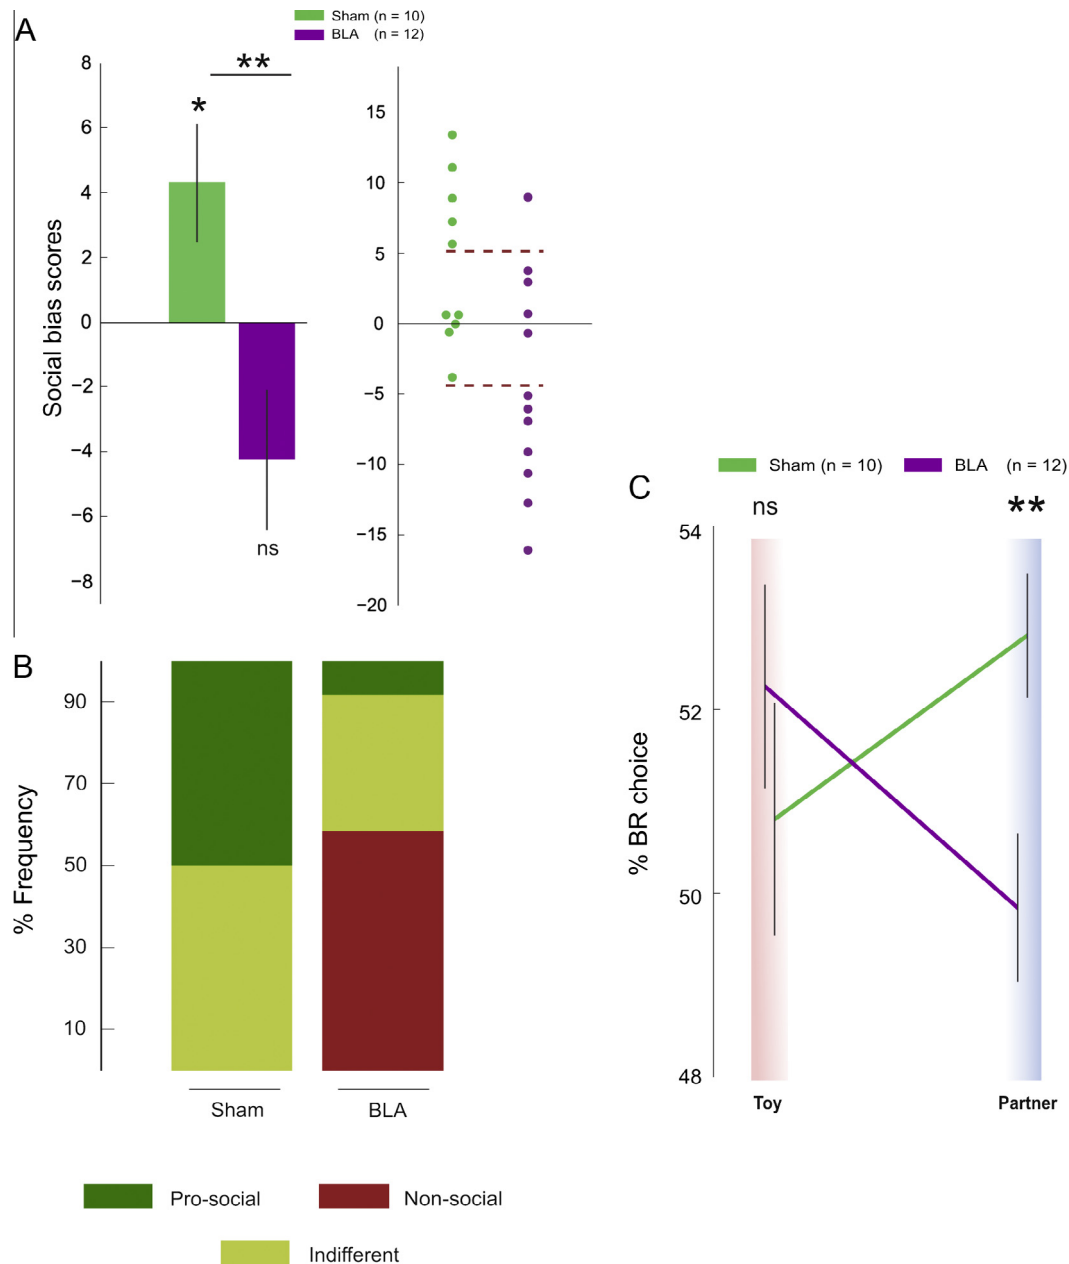 A
Sham (n = 10)
BLA (n = 12)
Social bias scores
8
6
4
2
0
−2
−4
−6
−8
*
**
ns
15
10
5
0
−5
−10
−15
−20
B
% Frequency
90
70
50
30
10
Sham
BLA
Pro-social
Non-social
Indifferent
C
Sham (n = 10)
BLA (n = 12)
ns
**
% BR choice
54
52
50
48
Toy
Partner